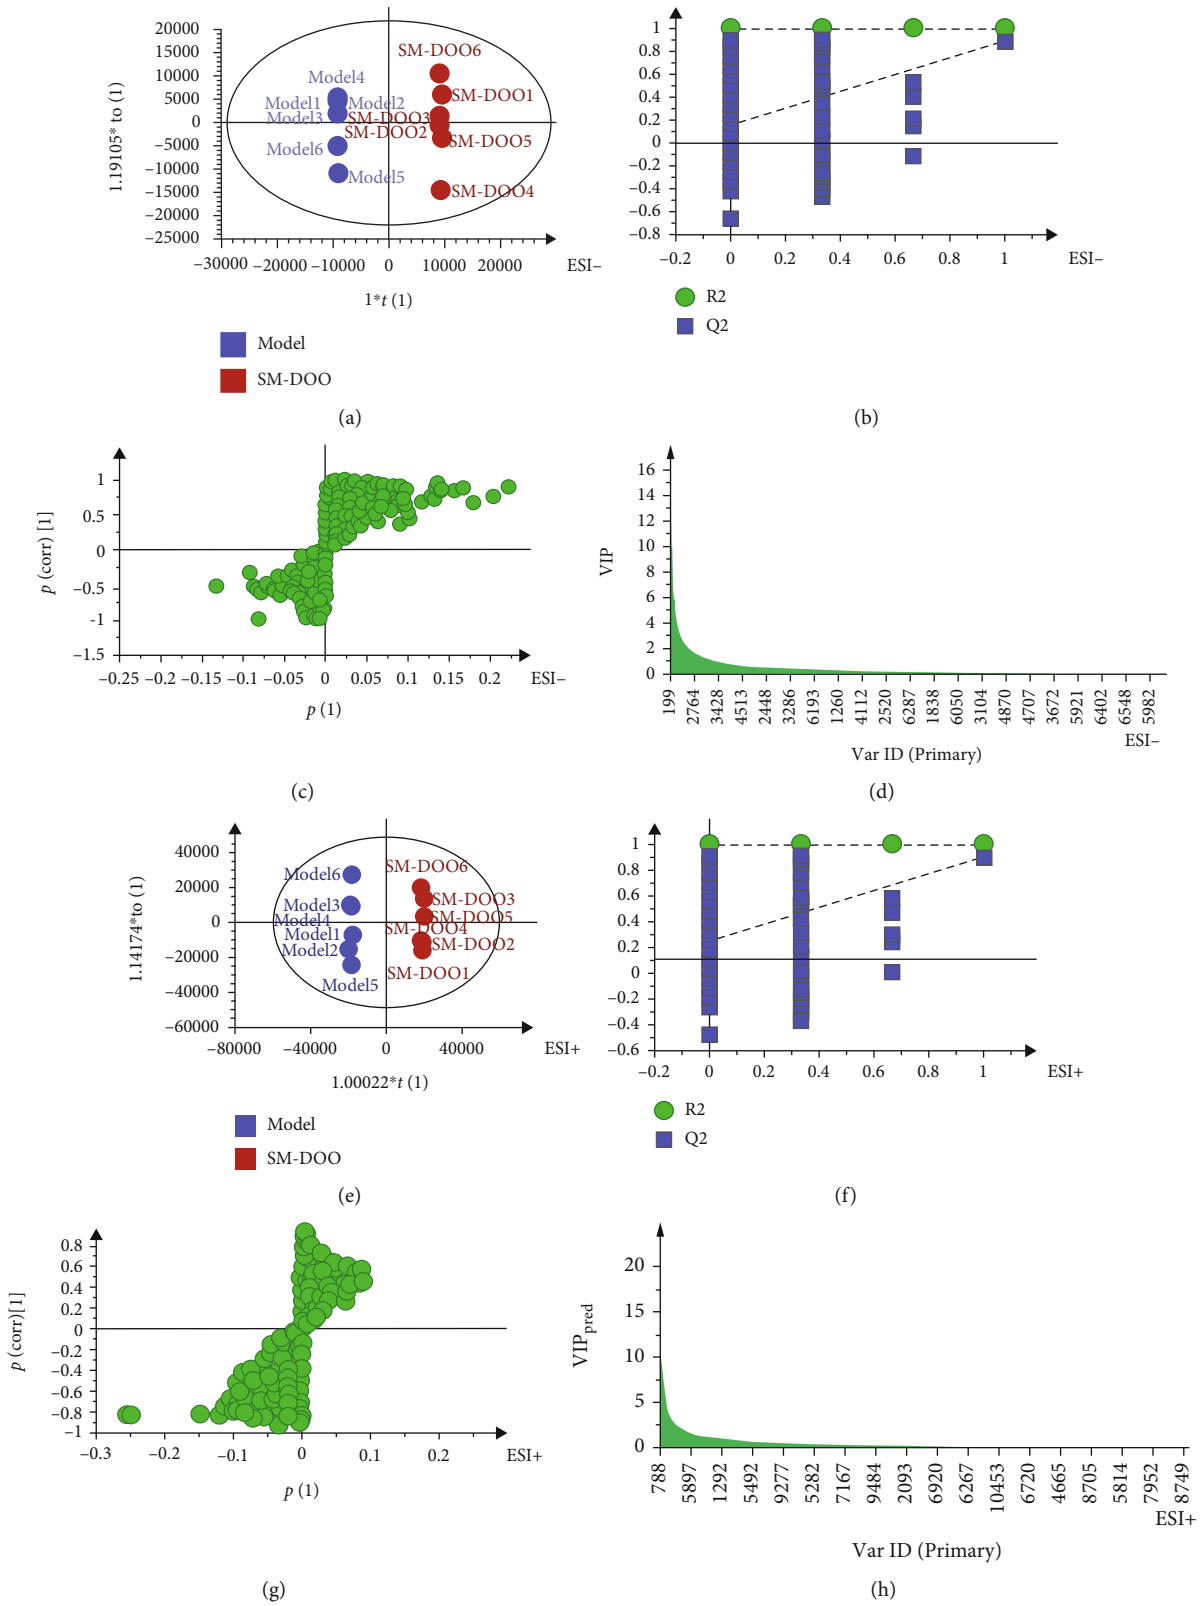 20000
15000
10000
5000
0
−5000
−10000
−15000
20000
−25000
1.19105* to (1)
SM-DOO6
Model4
Model1
Model2
SM-DOO1
Model3
SM-DOO3
SM-DOO2
Model6
SM-DOO5
Model5
SM-DOO4
−30000 −20000 −10000 0 10000 20000
ESI−
1*t (1)
Model
SM-DOO
(a)
1
0.8
0.6
0.4
0.2
0
−0.2
−0.4
−0.6
−0.8
−0.2 0 0.2 0.4 0.6 0.8 1
ESI−
R2
Q2
(b)
p (corr) [1]
1
0.5
0
−0.5
-1
−1.5
−0.25 −0.2 −0.15 −0.1 −0.05 0 0.05 0.1 0.15 0.2
ESI−
p (1)
(c)
VIP
16
14
12
10
8
6
4
2
0
199 2764 3428 4513 2448 3286 6193 1260 4112 2520 6287 1838 6050 3104 4870 4707 3672 5921 6402 6548 5982
ESI−
Var ID (Primary)
(d)
1.14174*to (1)
40000
20000
0
−20000
−40000
−60000
SM-DOO6
Model6
SM-DOO3
Model3
SM-DOO5
Model4
SM-DOO4
Model1
SM-DOO2
Model2
SM-DOO1
Model5
−80000 −40000 0 40000
ESI+
1.00022*t (1)
Model
SM-DOO
(e)
1
0.8
0.6
0.4
0.2
0
−0.2
−0.4
−0.6
−0.2 0 0.2 0.4 0.6 0.8 1
ESI+
R2
Q2
(f)
p (corr)[1]
0.8
0.6
0.4
0.2
0
−0.2
−0.4
−0.6
−0.8
−1
−0.3 −0.2 −0.1 0 0.1 0.2
ESI+
p (1)
(g)
VIPpred
20
15
10
5
0
788 5897 1292 5492 9277 5282 7167 9484 2093 6920 6267 10453 6720 4665 8705 5814 7952 8749
ESI+
Var ID (Primary)
(h)